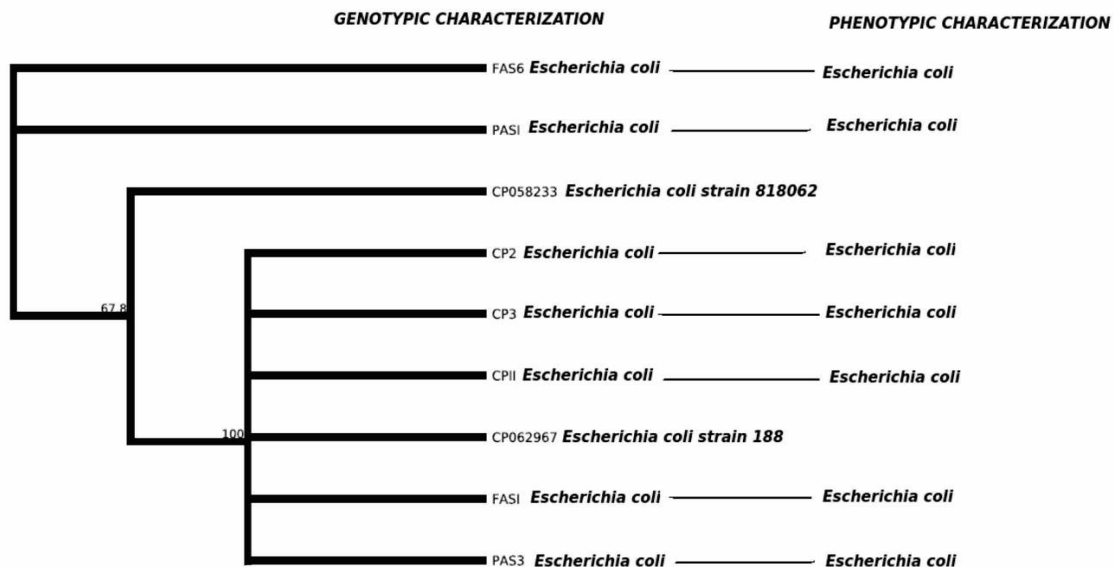 GENOTYPIC CHARACTERIZATION PHENOTYPIC CHARACTERIZATION
FAS6 Escherichia coli Escherichia coli
PASI Escherichia coli Escherichia coli
CP058233 Escherichia coli strain 818062
CP2 Escherichia coli Escherichia coli
67.8
CP3 Escherichia coli Escherichia coli
CPII Escherichia coli Escherichia coli
100
CP062967 Escherichia coli strain 188
FASI Escherichia coli Escherichia coli
PAS3 Escherichia coli Escherichia coli